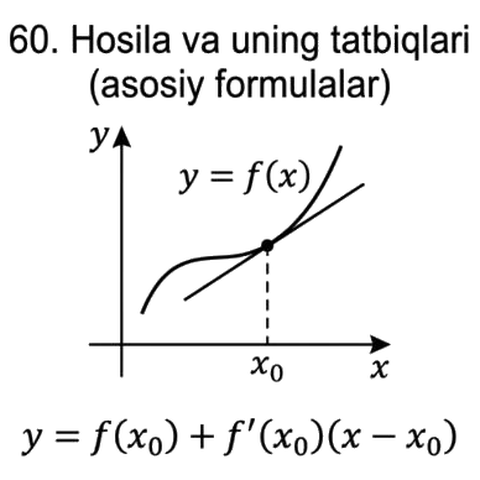 60. Hosila va uning tatbiqlari
(asosiy formulalar)
y
y = f(x)
x₀
x
y = f(x₀) + f′(x₀)(x − x₀)